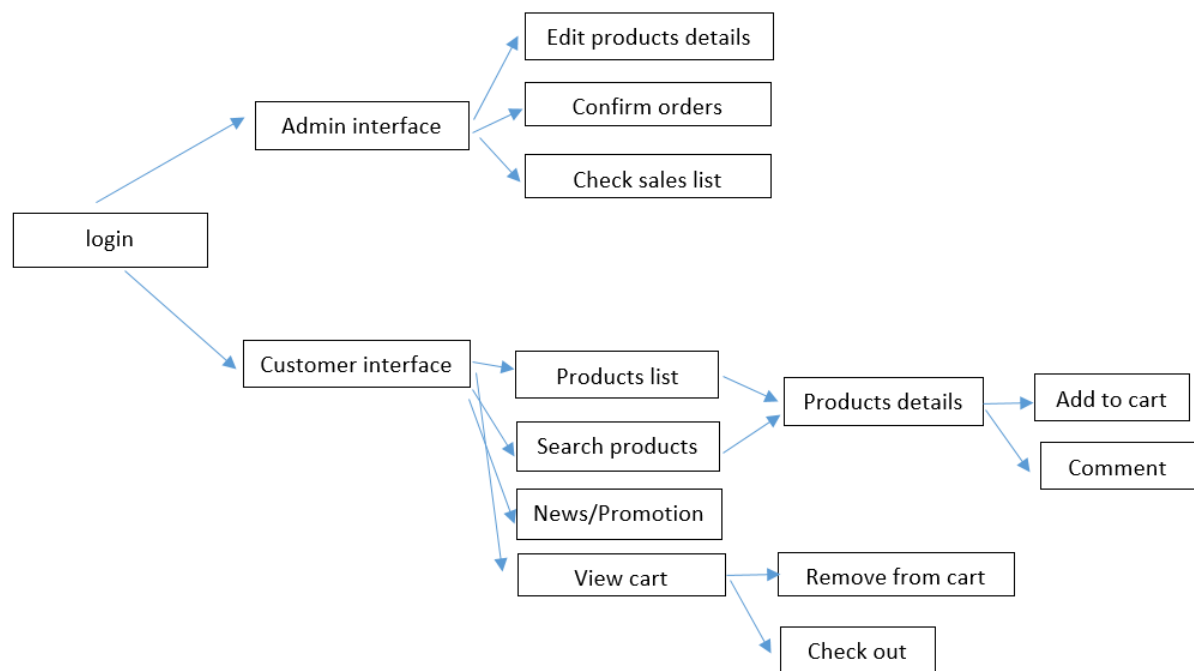 Edit products details
Confirm orders
Admin interface
Check sales list
login
Customer interface
Products list
Products details
Add to cart
Search products
Comment
News/Promotion
View cart
Remove from cart
Check out